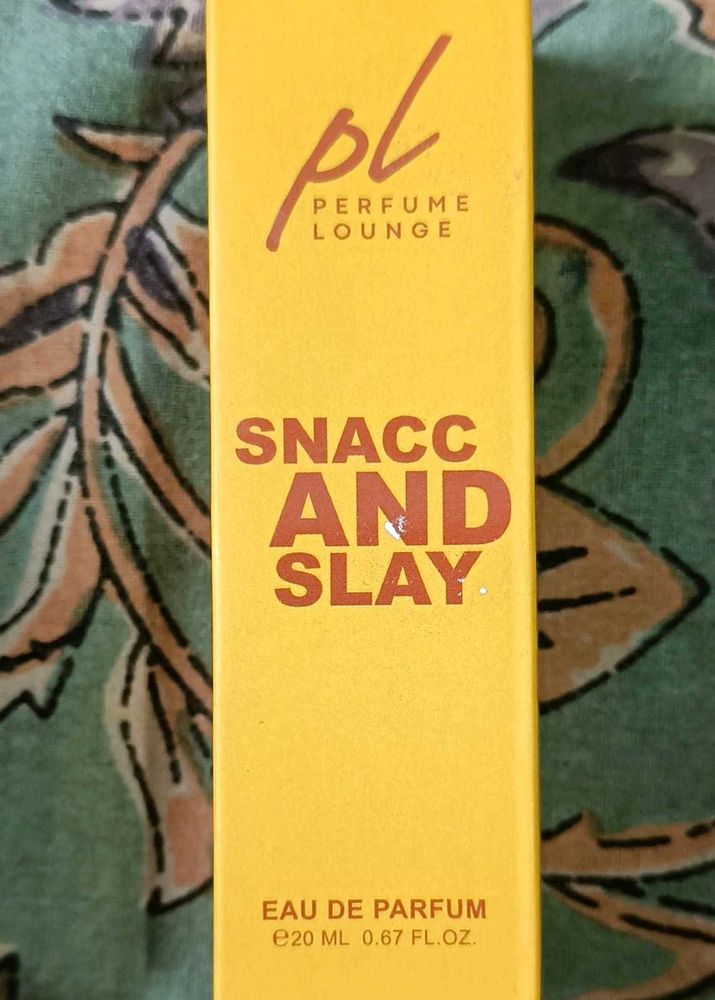 pl
PERFUME
LOUNGE
SNACC
AND
SLAY
EAU DE PARFUM
℮20 ML 0.67 FL.OZ.